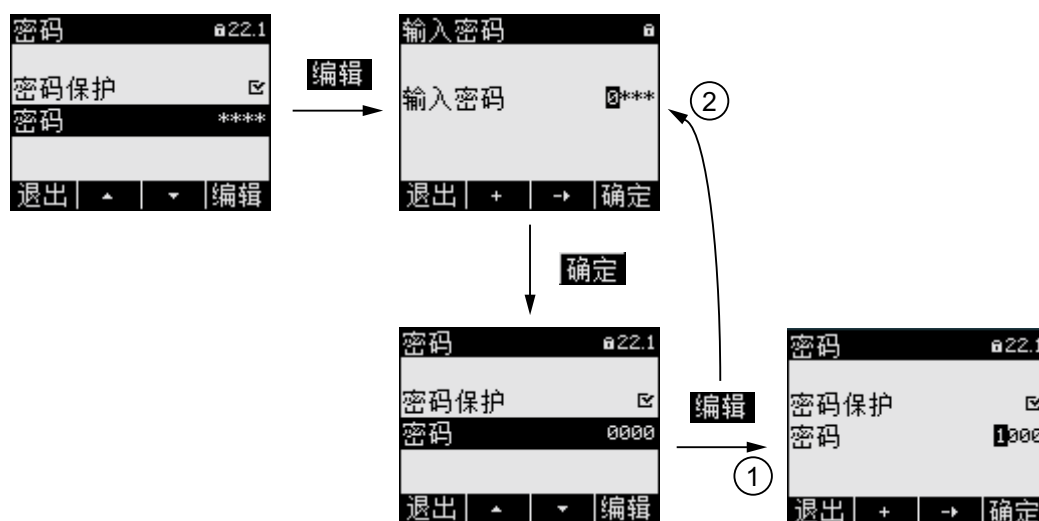 密码 22.1
密码保护
密码 ****
退出 编辑
编辑
输入密码
输入密码 0***
退出 + 确定
②
确定
密码 22.1
密码保护
密码 0000
退出 编辑
编辑
①
密码 22.1
密码保护
密码 1000
退出 + 确定